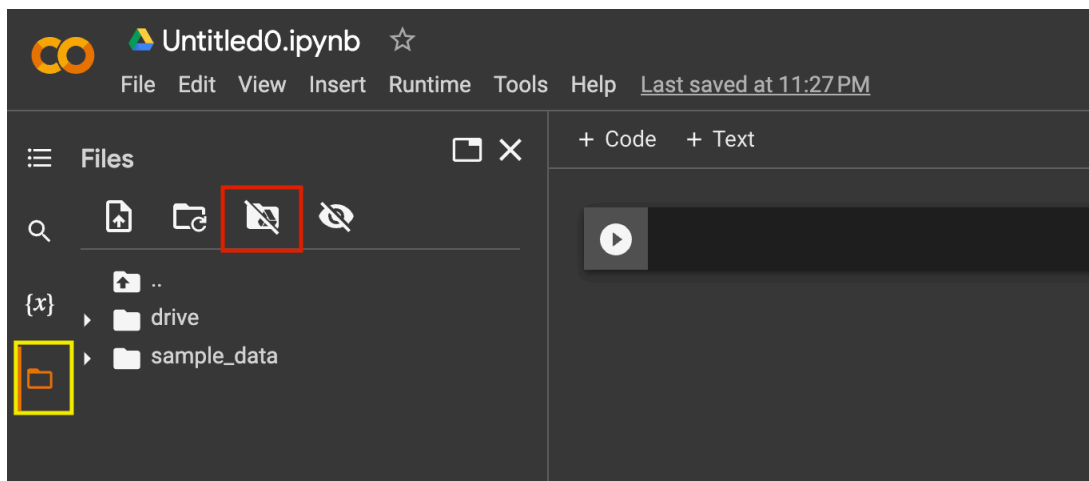 Untitled0.ipynb
File Edit View Insert Runtime Tools Help Last saved at 11:27 PM
Files
+ Code + Text
{x}
..
drive
sample_data